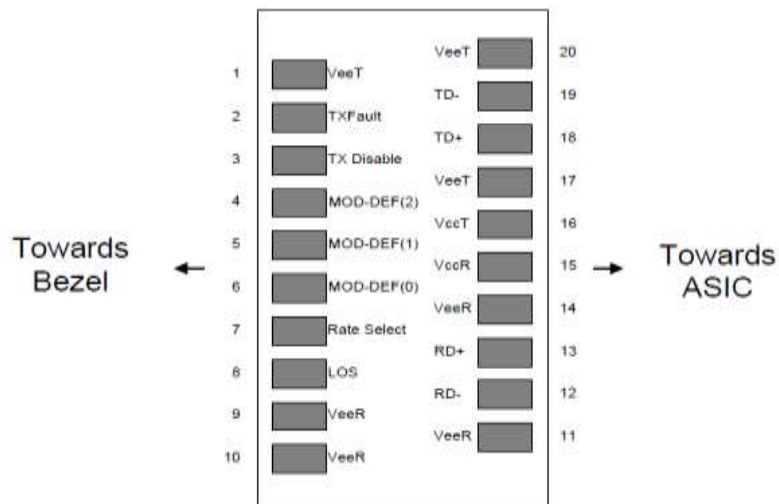 VeeT 20
1 VeeT
TD- 19
2 TXFault
TD+ 18
3 TX Disable
VeeT 17
4 MOD-DEF(2)
VccT 16
5 MOD-DEF(1)
Towards
Bezel
VccR 15
Towards
ASIC
6 MOD-DEF(0)
VeeR 14
7 Rate Select
RD+ 13
8 LOS
RD- 12
9 VeeR
VeeR 11
10 VeeR